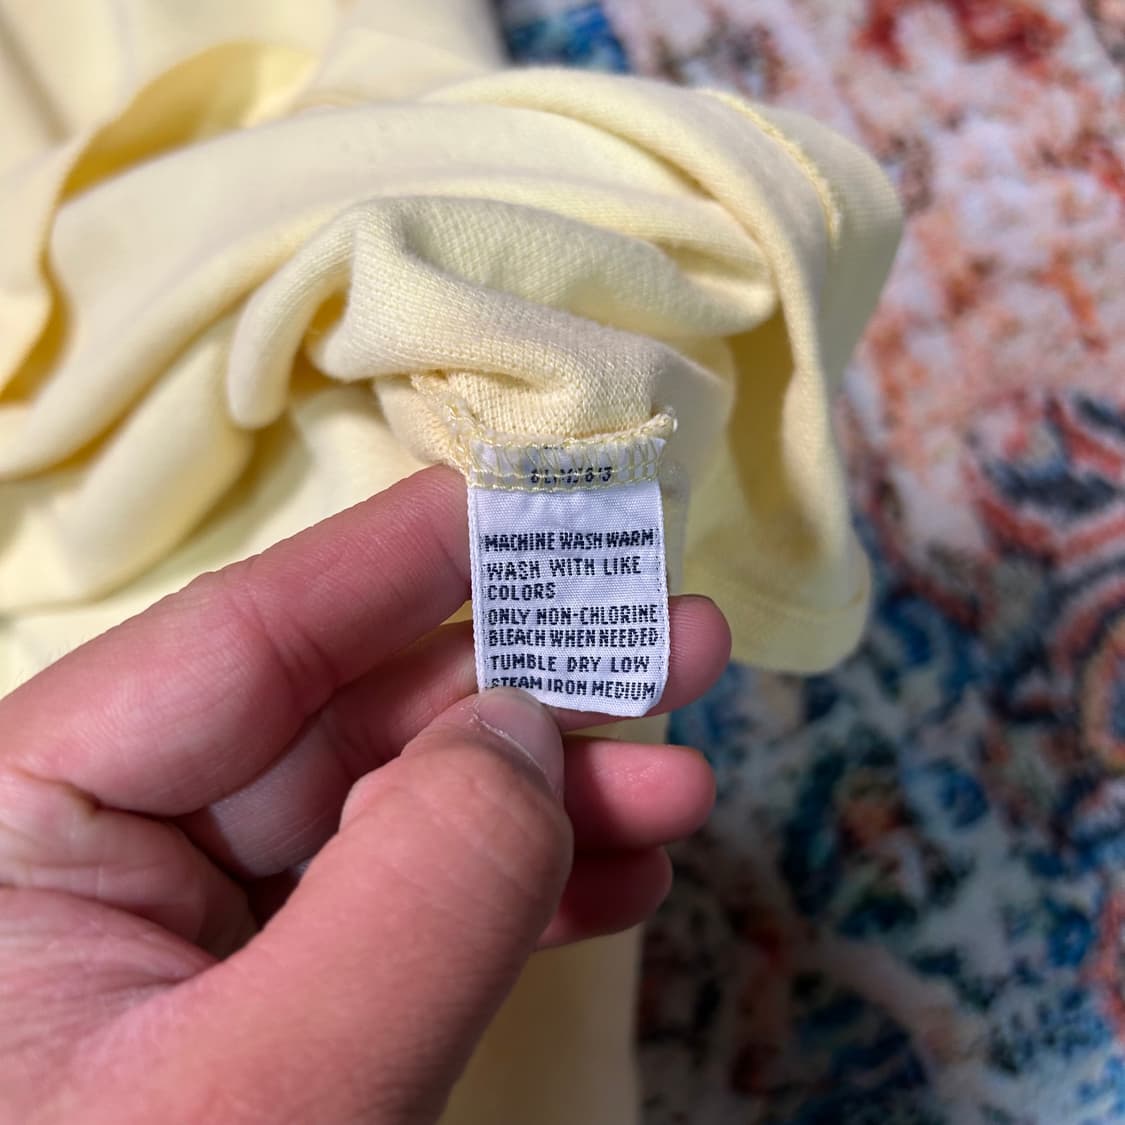 MACHINE WASH WARM
WASH WITH LIKE
COLORS
ONLY NON-CHLORINE
BLEACH WHEN NEEDED
TUMBLE DRY LOW
STEAM IRON MEDIUM